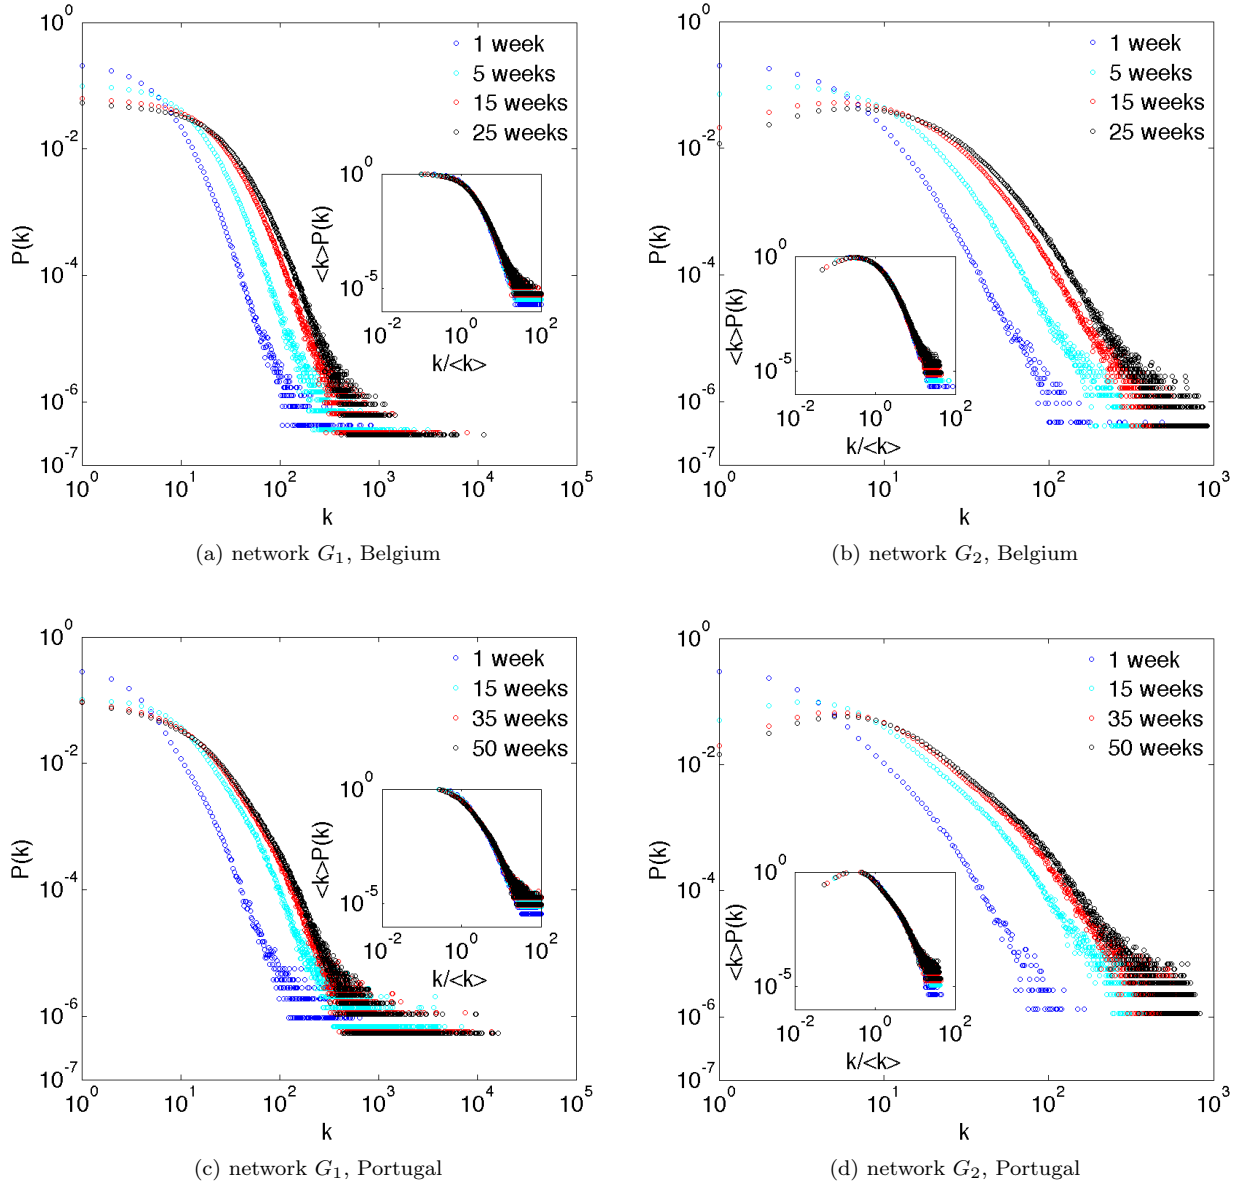 10^0
10^-2
10^-4
10^-6
10^-7
P(k)
10^0 10^1 10^2 10^3 10^4 10^5
k
1 week
5 weeks
15 weeks
25 weeks
10^0
10^-5
<k>P(k)
10^-2 10^0 10^2
k/<k>
(a) network G_1, Belgium
10^0
10^-2
10^-4
10^-6
10^-7
P(k)
10^0 10^1 10^2 10^3
k
1 week
5 weeks
15 weeks
25 weeks
10^0
10^-5
<k>P(k)
10^-2 10^0 10^2
k/<k>
(b) network G_2, Belgium
10^0
10^-2
10^-4
10^-6
10^-7
P(k)
10^0 10^1 10^2 10^3 10^4 10^5
k
1 week
15 weeks
35 weeks
50 weeks
10^0
10^-5
<k>P(k)
10^-2 10^0 10^2
k/<k>
(c) network G_1, Portugal
10^0
10^-2
10^-4
10^-6
10^-7
P(k)
10^0 10^1 10^2 10^3
k
1 week
15 weeks
35 weeks
50 weeks
10^0
10^-5
<k>P(k)
10^-2 10^0 10^2
k/<k>
(d) network G_2, Portugal